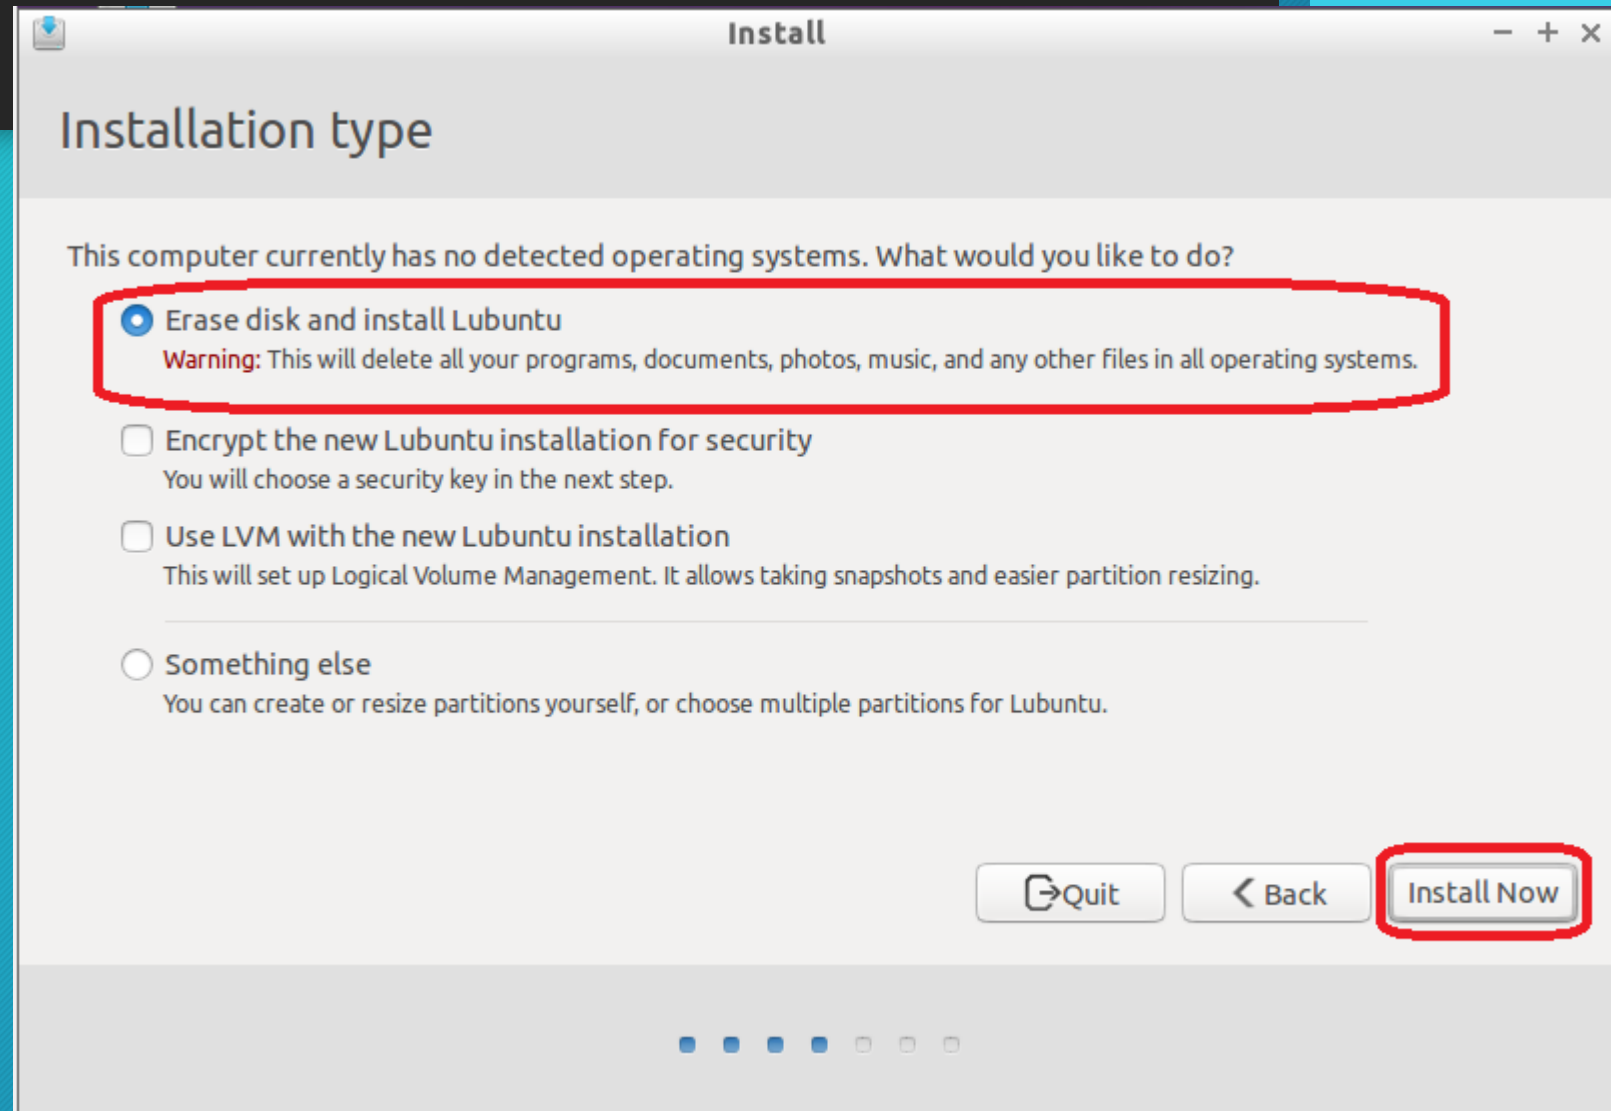 Install
Installation type
This computer currently has no detected operating systems. What would you like to do?
Erase disk and install Lubuntu
Warning: This will delete all your programs, documents, photos, music, and any other files in all operating systems.
Encrypt the new Lubuntu installation for security
You will choose a security key in the next step.
Use LVM with the new Lubuntu installation
This will set up Logical Volume Management. It allows taking snapshots and easier partition resizing.
Something else
You can create or resize partitions yourself, or choose multiple partitions for Lubuntu.
Quit Back Install Now